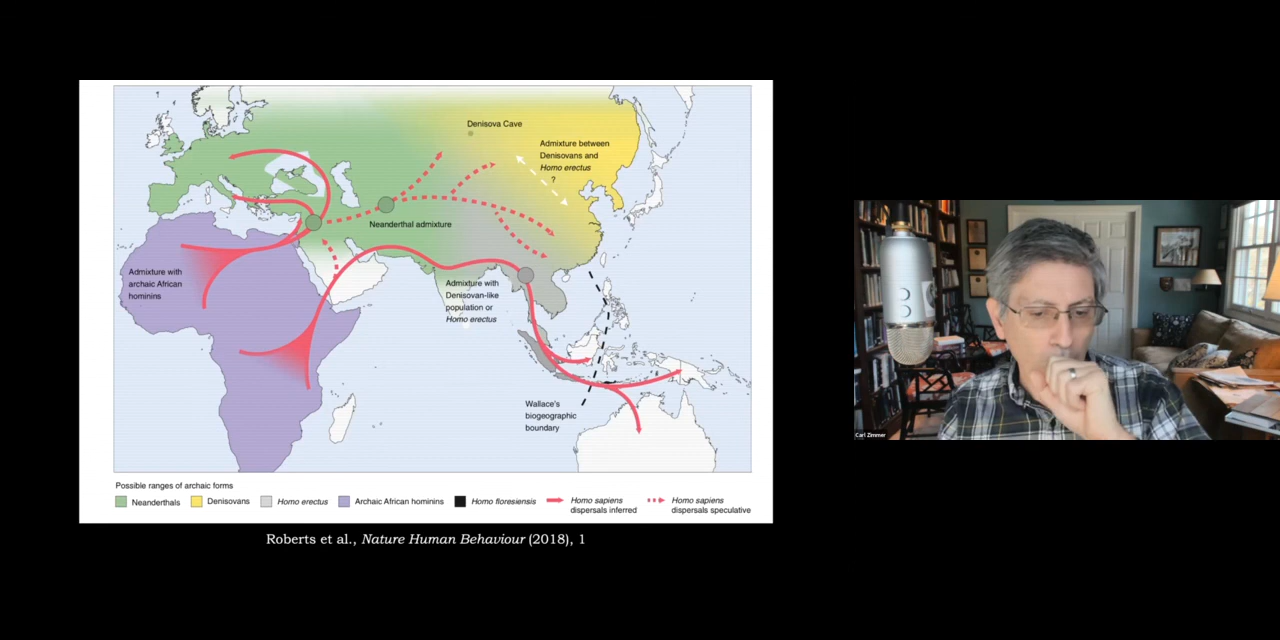 Denisova Cave
Admixture between
Denisovans and
Homo erectus
?
Neanderthal admixture
Admixture with
archaic African
hominins
Admixture with
Denisovan-like
population or
Homo erectus
Wallace's
biogeographic
boundary
Possible ranges of archaic forms
Neanderthals
Denisovans
Homo erectus
Archaic African hominins
Homo floresiensis
Homo sapiens
dispersals inferred
Homo sapiens
dispersals speculative
Roberts et al., Nature Human Behaviour (2018), 1
Carl Zimmer